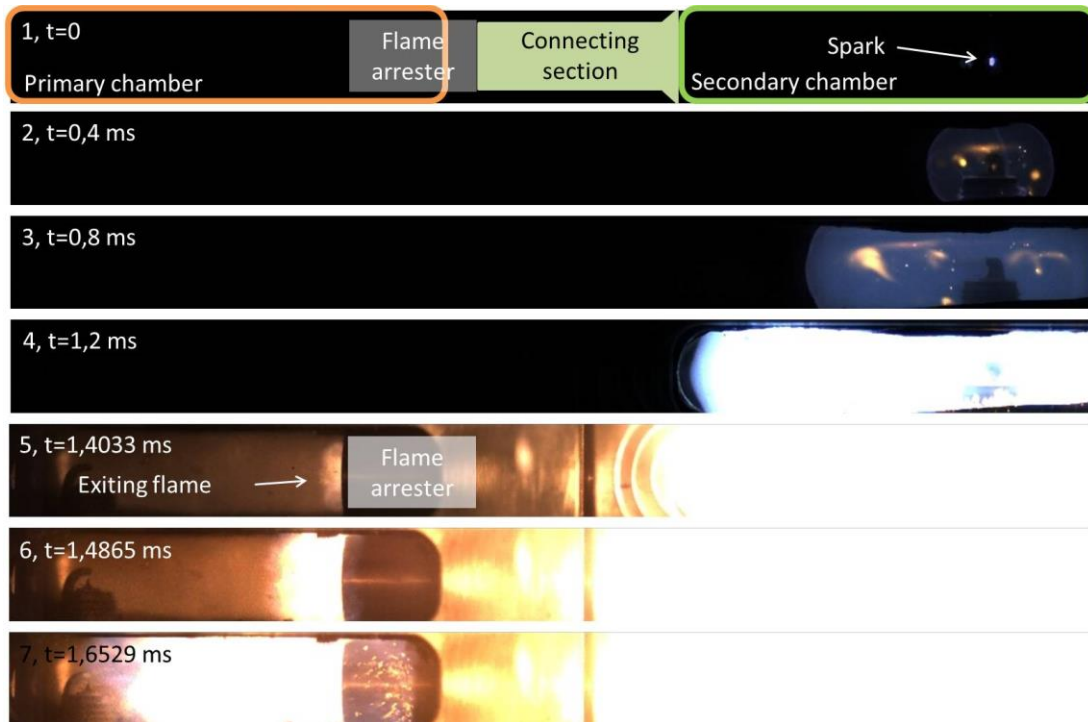 1, t=0
Primary chamber
Flame
arrester
Connecting
section
Spark
Secondary chamber
2, t=0,4 ms
3, t=0,8 ms
4, t=1,2 ms
5, t=1,4033 ms
Exiting flame
Flame
arrester
6, t=1,4865 ms
7, t=1,6529 ms